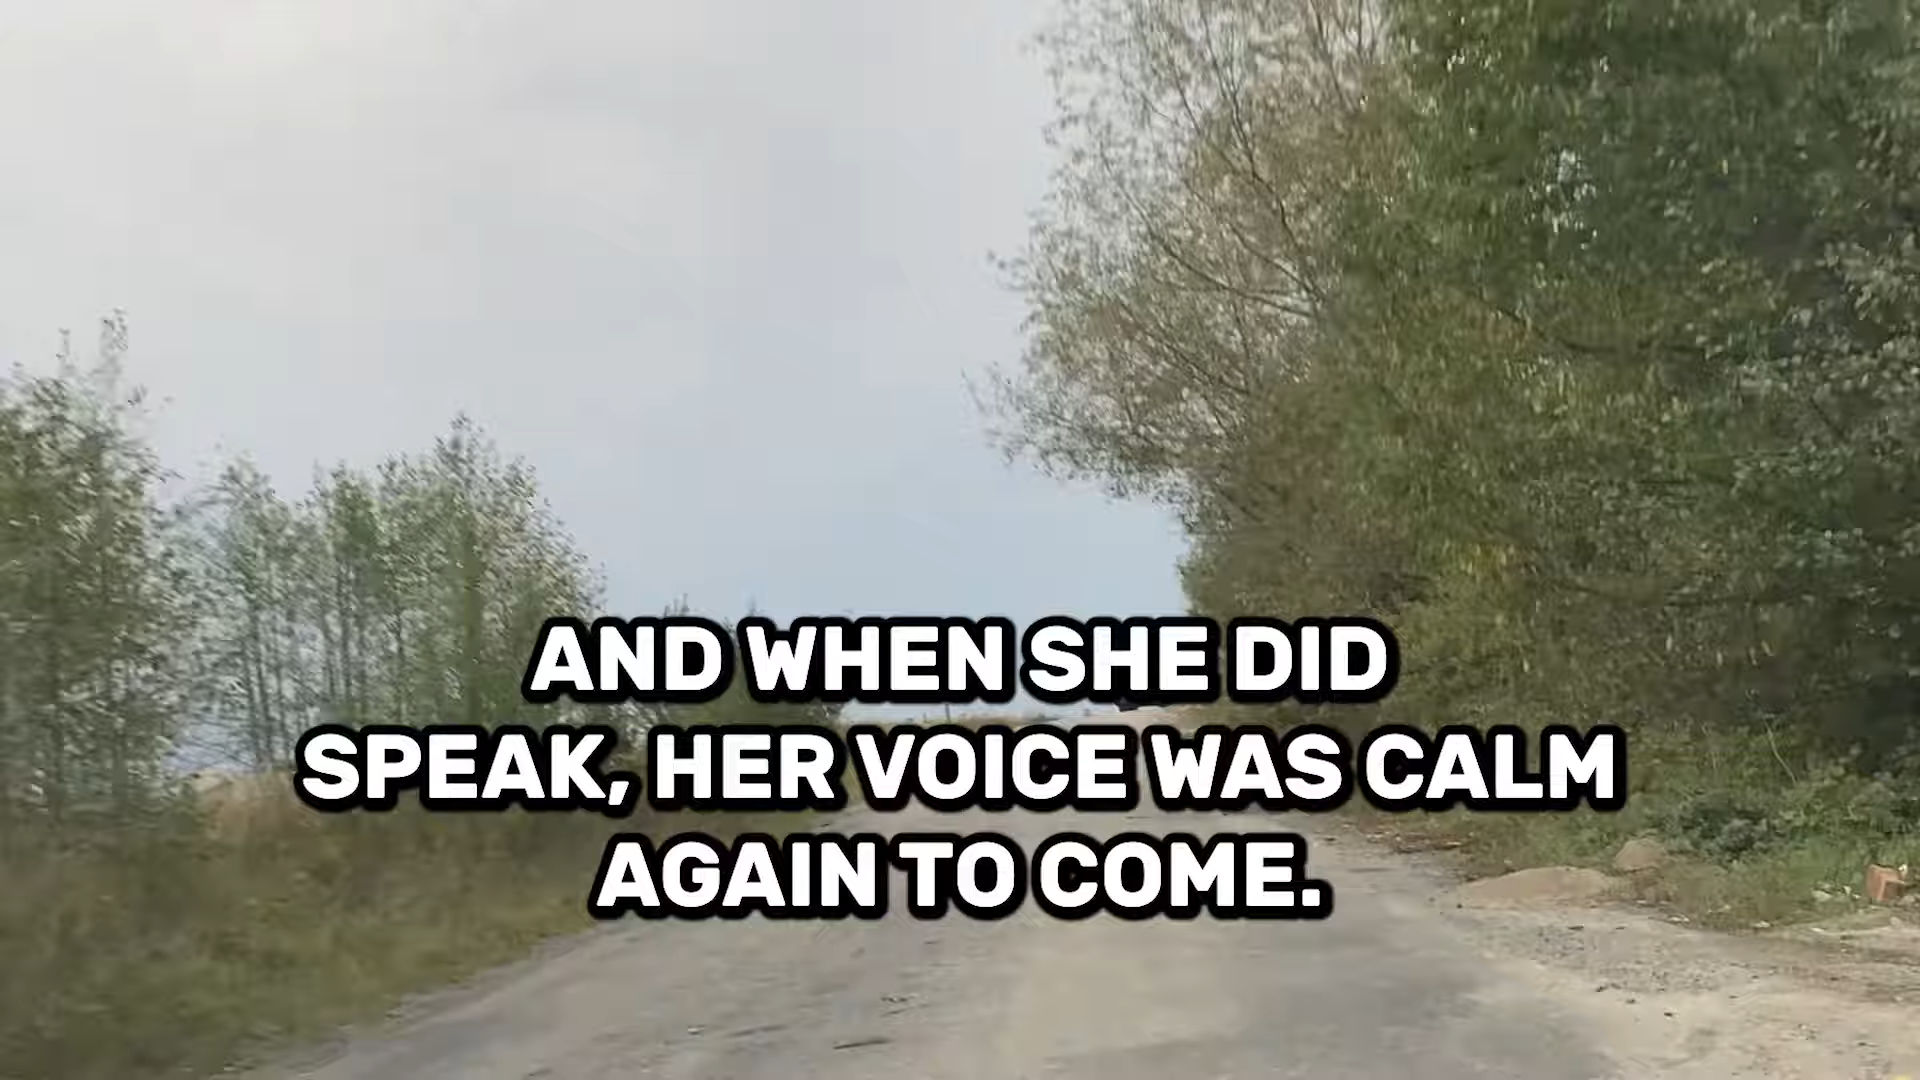 AND WHEN SHE DID
SPEAK, HER VOICE WAS CALM
AGAIN TO COME.